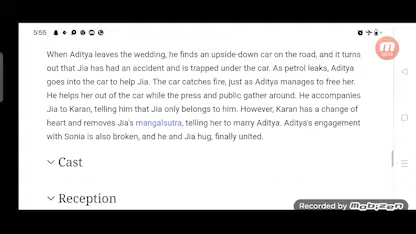 5:55
When Aditya leaves the wedding, he finds an upside-down car on the road, and it turns
out that Jia has had an accident and is trapped under the car. As petrol leaks, Aditya
goes into the car to help Jia. The car catches fire, just as Aditya manages to free her.
He helps her out of the car while the press and public gather around. He accompanies
Jia to Karan, telling him that Jia only belongs to him. However, Karan has a change of
heart and removes Jia's mangalsutra, telling her to marry Aditya. Aditya's engagement
with Sonia is also broken, and he and Jia hug, finally united.
Cast
Reception
Recorded by Mobizen